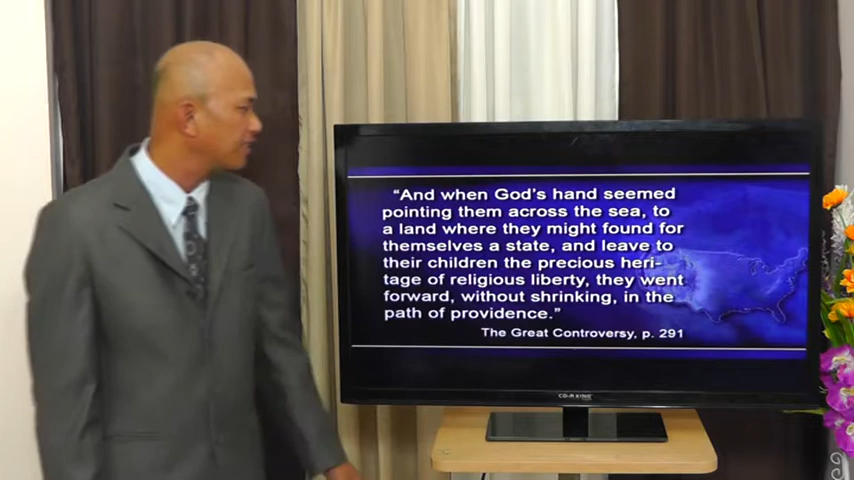 “And when God's hand seemed
pointing them across the sea, to
a land where they might found for
themselves a state, and leave to
their children the precious heri-
tage of religious liberty, they went
forward, without shrinking, in the
path of providence.”
The Great Controversy, p. 291
CD-R KING